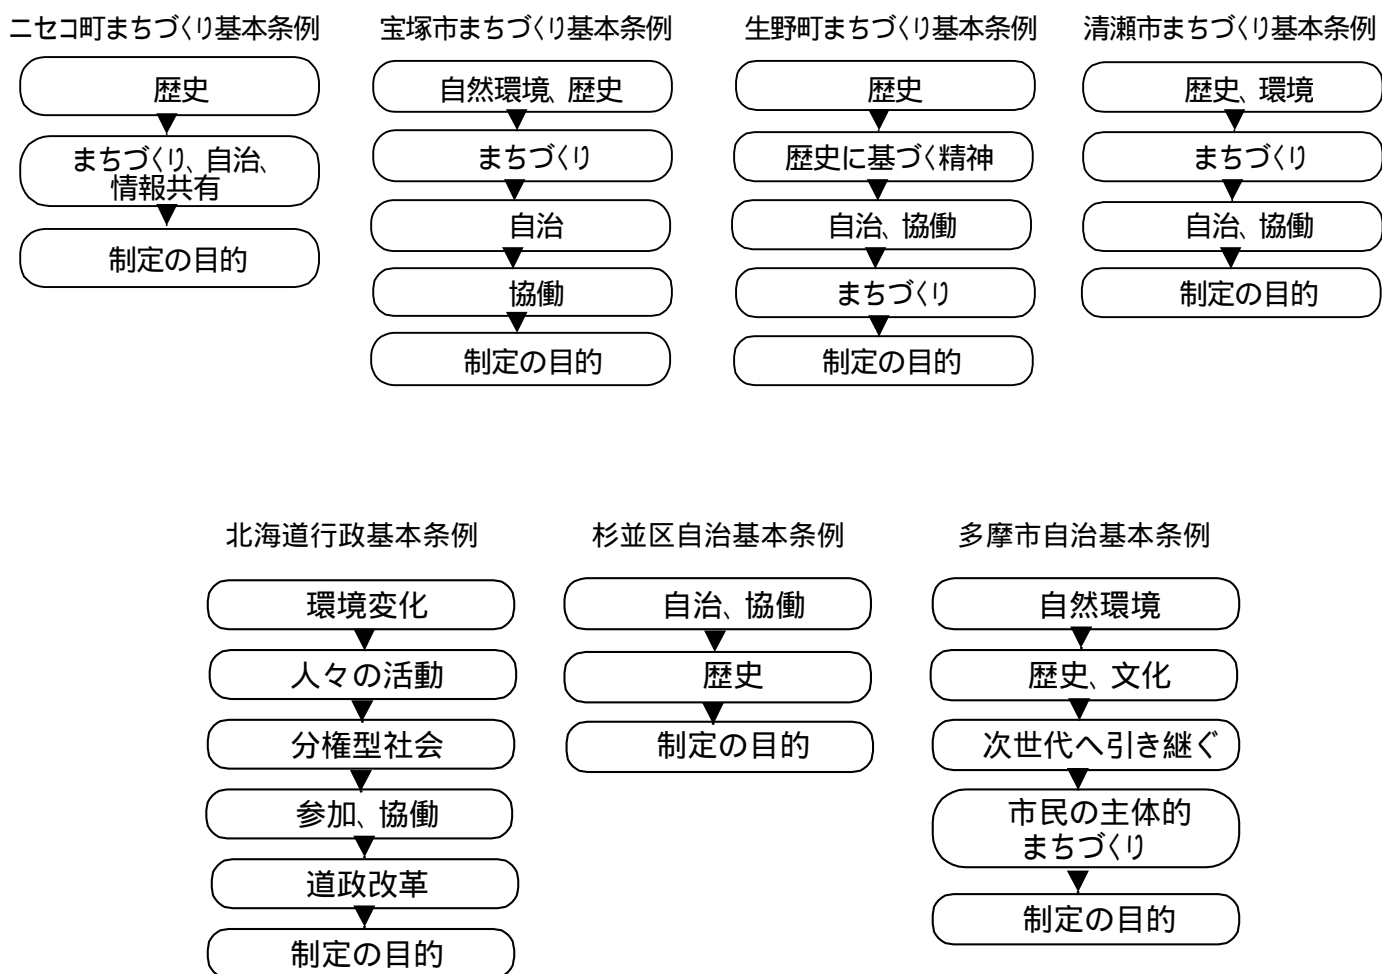 ニセコ町まちづくり基本条例
歴史
まちづくり、自治、
情報共有
制定の目的
宝塚市まちづくり基本条例
自然環境、歴史
まちづくり
自治
協働
制定の目的
生野町まちづくり基本条例
歴史
歴史に基づく精神
自治、協働
まちづくり
制定の目的
清瀬市まちづくり基本条例
歴史、環境
まちづくり
自治、協働
制定の目的
北海道行政基本条例
環境変化
人々の活動
分権型社会
参加、協働
道政改革
制定の目的
杉並区自治基本条例
自治、協働
歴史
制定の目的
多摩市自治基本条例
自然環境
歴史、文化
次世代へ引き継ぐ
市民の主体的
まちづくり
制定の目的